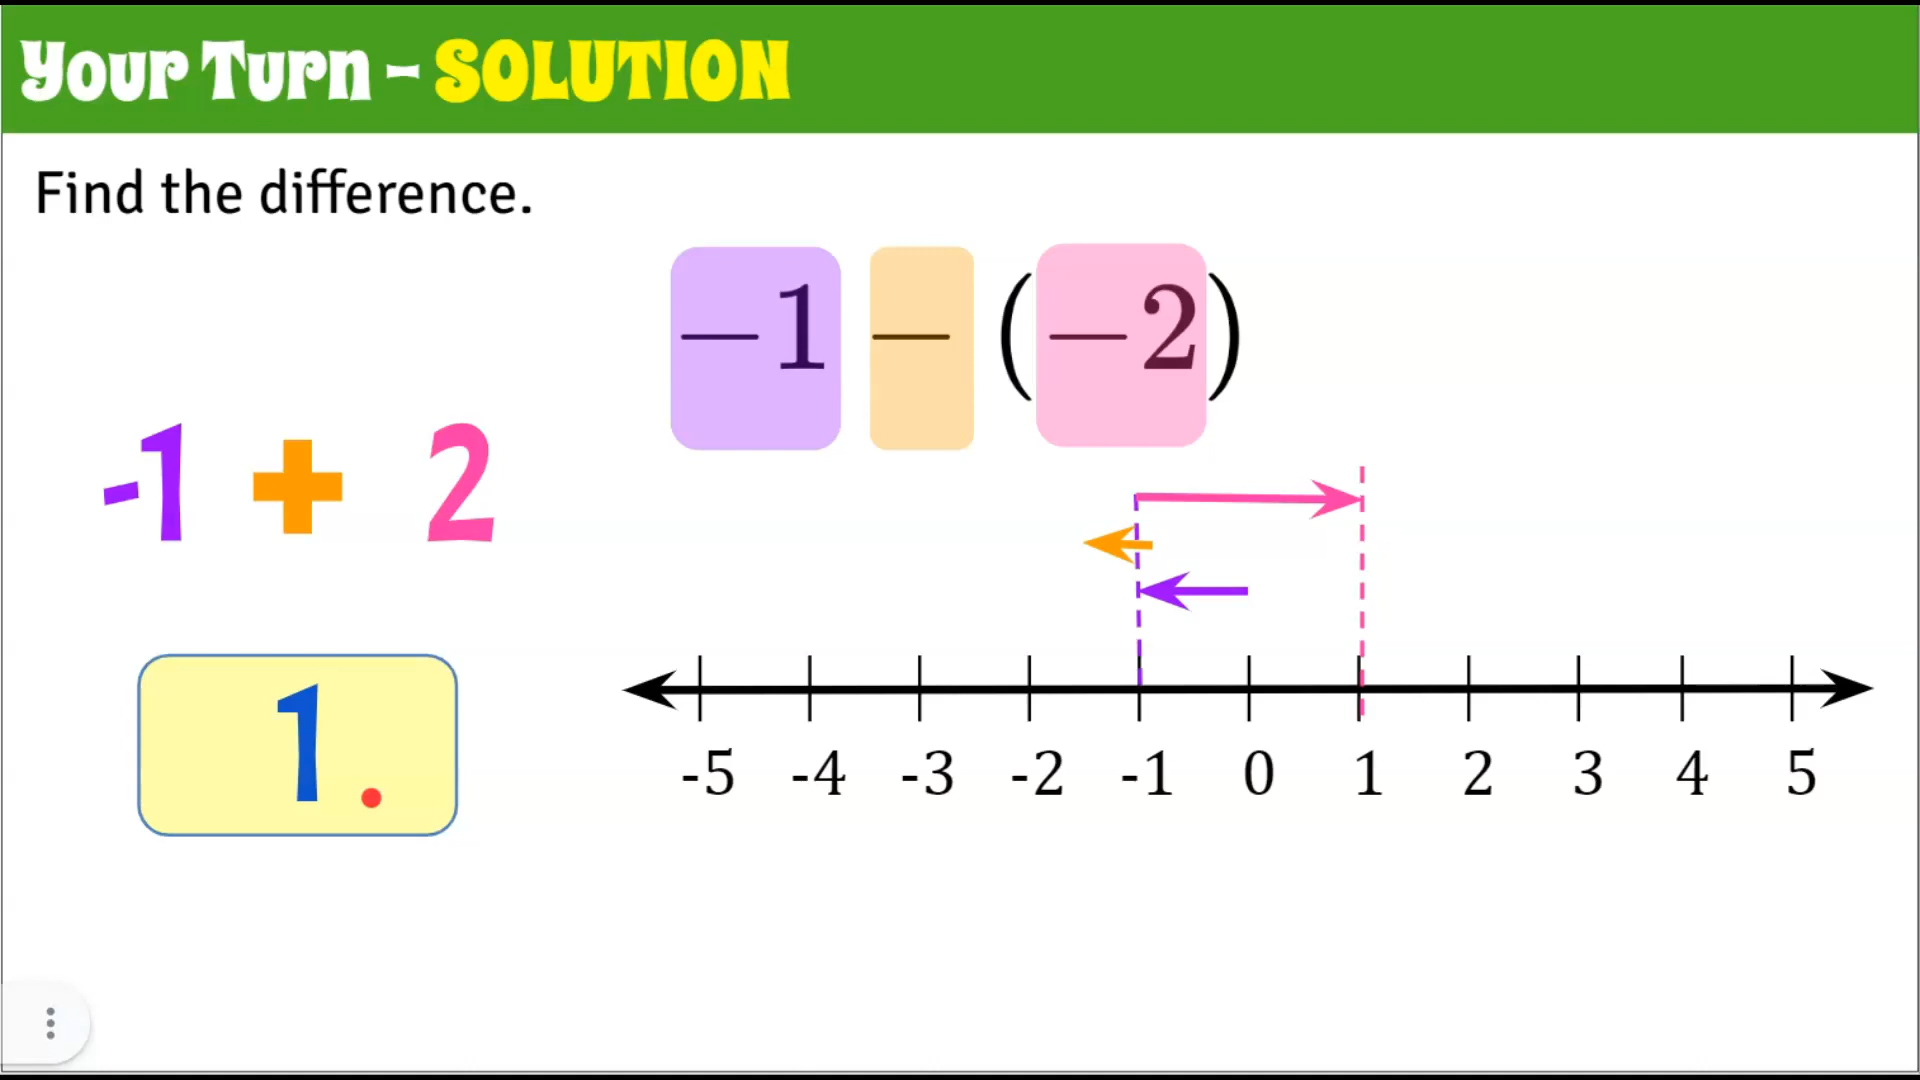 Your Turn - SOLUTION
Find the difference.
−1 − (−2)
-1 + 2
1.
-5 -4 -3 -2 -1 0 1 2 3 4 5